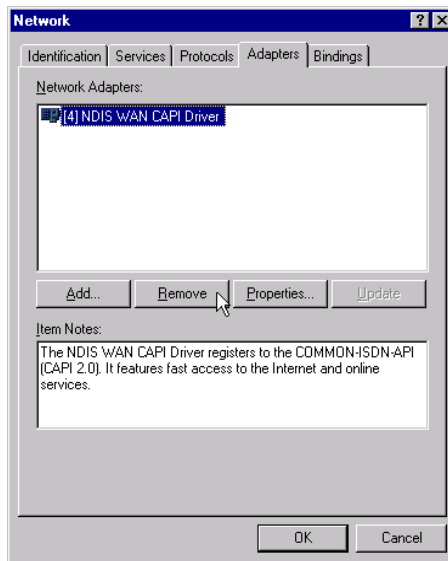 Network
Identification Services Protocols Adapters Bindings
Network Adapters:
[4] NDIS WAN CAPI Driver
Add... Remove Properties... Update
Item Notes:
The NDIS WAN CAPI Driver registers to the COMMON-ISDN-API
(CAPI 2.0). It features fast access to the Internet and online
services.
OK Cancel